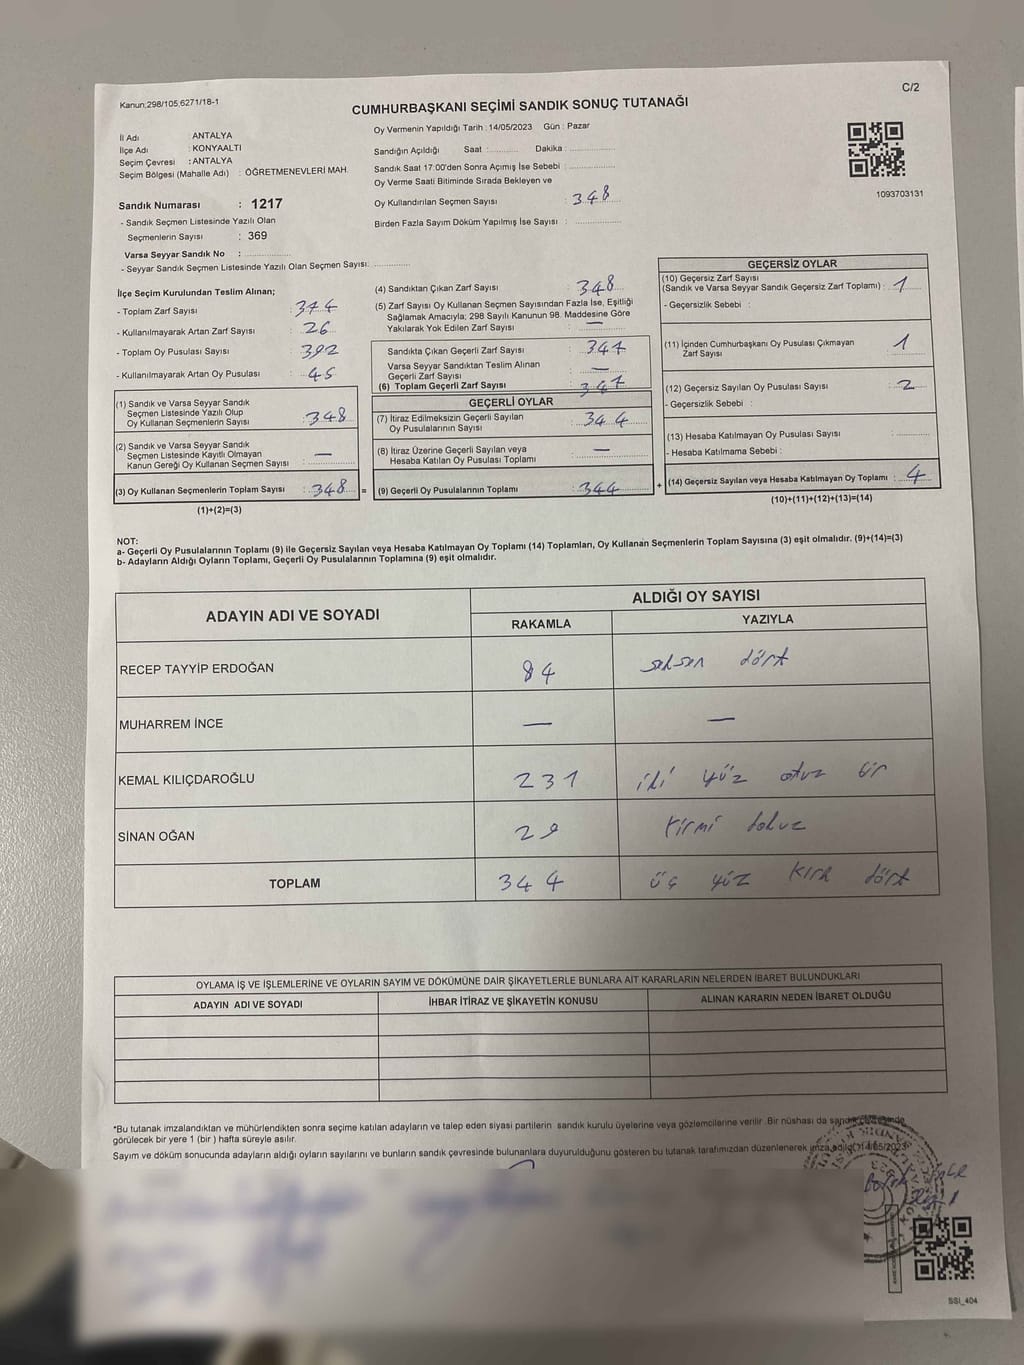 Kanun;298/105;6271/18-1
C/2
CUMHURBAŞKANI SEÇİMİ SANDIK SONUÇ TUTANAĞI
İl Adı : ANTALYA
İlçe Adı : KONYAALTI
Seçim Çevresi : ANTALYA
Seçim Bölgesi (Mahalle Adı) : ÖĞRETMENEVLERİ MAH.
Sandık Numarası : 1217
- Sandık Seçmen Listesinde Yazılı Olan
Seçmenlerin Sayısı : 369
Varsa Seyyar Sandık No :
- Seyyar Sandık Seçmen Listesinde Yazılı Olan Seçmen Sayısı:
Oy Vermenin Yapıldığı Tarih : 14/05/2023 Gün : Pazar
Sandığın Açıldığı Saat : Dakika :
Sandık Saat 17:00'den Sonra Açımış İse Sebebi :
Oy Verme Saati Bitiminde Sırada Bekleyen ve
Oy Kullandırılan Seçmen Sayısı : 348
Birden Fazla Sayım Döküm Yapılmış İse Sayısı :
1093703131
İlçe Seçim Kurulundan Teslim Alınan;
- Toplam Zarf Sayısı : 374
- Kullanılmayarak Artan Zarf Sayısı : 26
- Toplam Oy Pusulası Sayısı : 392
- Kullanılmayarak Artan Oy Pusulası : 45
(1) Sandık ve Varsa Seyyar Sandık
Seçmen Listesinde Yazılı Olup
Oy Kullanan Seçmenlerin Sayısı : 348
(2) Sandık ve Varsa Seyyar Sandık
Seçmen Listesinde Kayıtlı Olmayan
Kanun Gereği Oy Kullanan Seçmen Sayısı : —
(3) Oy Kullanan Seçmenlerin Toplam Sayısı : 348 =
(1)+(2)=(3)
(4) Sandıktan Çıkan Zarf Sayısı : 348
(5) Zarf Sayısı Oy Kullanan Seçmen Sayısından Fazla İse, Eşitliği
Sağlamak Amacıyla; 298 Sayılı Kanunun 98. Maddesine Göre
Yakılarak Yok Edilen Zarf Sayısı : —
Sandıkta Çıkan Geçerli Zarf Sayısı : 347
Varsa Seyyar Sandıktan Teslim Alınan
Geçerli Zarf Sayısı : —
(6) Toplam Geçerli Zarf Sayısı : 347
GEÇERLİ OYLAR
(7) İtiraz Edilmeksizin Geçerli Sayılan
Oy Pusulalarının Sayısı : 344
(8) İtiraz Üzerine Geçerli Sayılan veya
Hesaba Katılan Oy Pusulası Toplamı : —
(9) Geçerli Oy Pusulalarının Toplamı : 344 +
GEÇERSİZ OYLAR
(10) Geçersiz Zarf Sayısı
(Sandık ve Varsa Seyyar Sandık Geçersiz Zarf Toplamı) : 1
- Geçersizlik Sebebi :
(11) İçinden Cumhurbaşkanı Oy Pusulası Çıkmayan
Zarf Sayısı : 1
(12) Geçersiz Sayılan Oy Pusulası Sayısı : 2
- Geçersizlik Sebebi :
(13) Hesaba Katılmayan Oy Pusulası Sayısı :
- Hesaba Katılmama Sebebi :
(14) Geçersiz Sayılan veya Hesaba Katılmayan Oy Toplamı : 4
(10)+(11)+(12)+(13)=(14)
NOT:
a- Geçerli Oy Pusulalarının Toplamı (9) ile Geçersiz Sayılan veya Hesaba Katılmayan Oy Toplamı (14) Toplamları, Oy Kullanan Seçmenlerin Toplam Sayısına (3) eşit olmalıdır. (9)+(14)=(3)
b- Adayların Aldığı Oyların Toplamı, Geçerli Oy Pusulalarının Toplamına (9) eşit olmalıdır.
ADAYIN ADI VE SOYADI
ALDIĞI OY SAYISI
RAKAMLA YAZIYLA
RECEP TAYYİP ERDOĞAN 84 seksen dört
MUHARREM İNCE — —
KEMAL KILIÇDAROĞLU 231 iki yüz otuz bir
SİNAN OĞAN 29 Yirmi dokuz
TOPLAM 344 üç yüz kırk dört
OYLAMA İŞ VE İŞLEMLERİNE VE OYLARIN SAYIM VE DÖKÜMÜNE DAİR ŞİKAYETLERLE BUNLARA AİT KARARLARIN NELERDEN İBARET BULUNDUKLARI
ADAYIN ADI VE SOYADI İHBAR İTİRAZ VE ŞİKAYETİN KONUSU ALINAN KARARIN NEDEN İBARET OLDUĞU
*Bu tutanak imzalandıktan ve mühürlendikten sonra seçime katılan adayların ve talep eden siyasi partilerin sandık kurulu üyelerine veya gözlemcilerine verilir. Bir nüshası da sandık
görülecek bir yere 1 (bir ) hafta süreyle asılır.
Sayım ve döküm sonucunda adayların aldığı oyların sayılarını ve bunların sandık çevresinde bulunanlara duyurulduğunu gösteren bu tutanak tarafımızdan düzenlenerek imza edildi.14/05/2023
SSİ_404